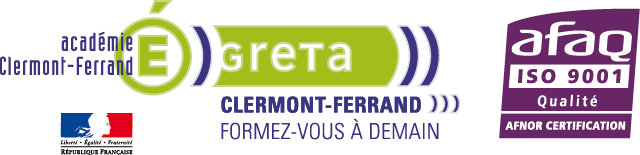 académie
Clermont-Ferrand
É
GRETA
CLERMONT-FERRAND
FORMEZ-VOUS À DEMAIN
Liberté • Égalité • Fraternité
RÉPUBLIQUE FRANÇAISE
afaq
ISO 9001
Qualité
AFNOR CERTIFICATION